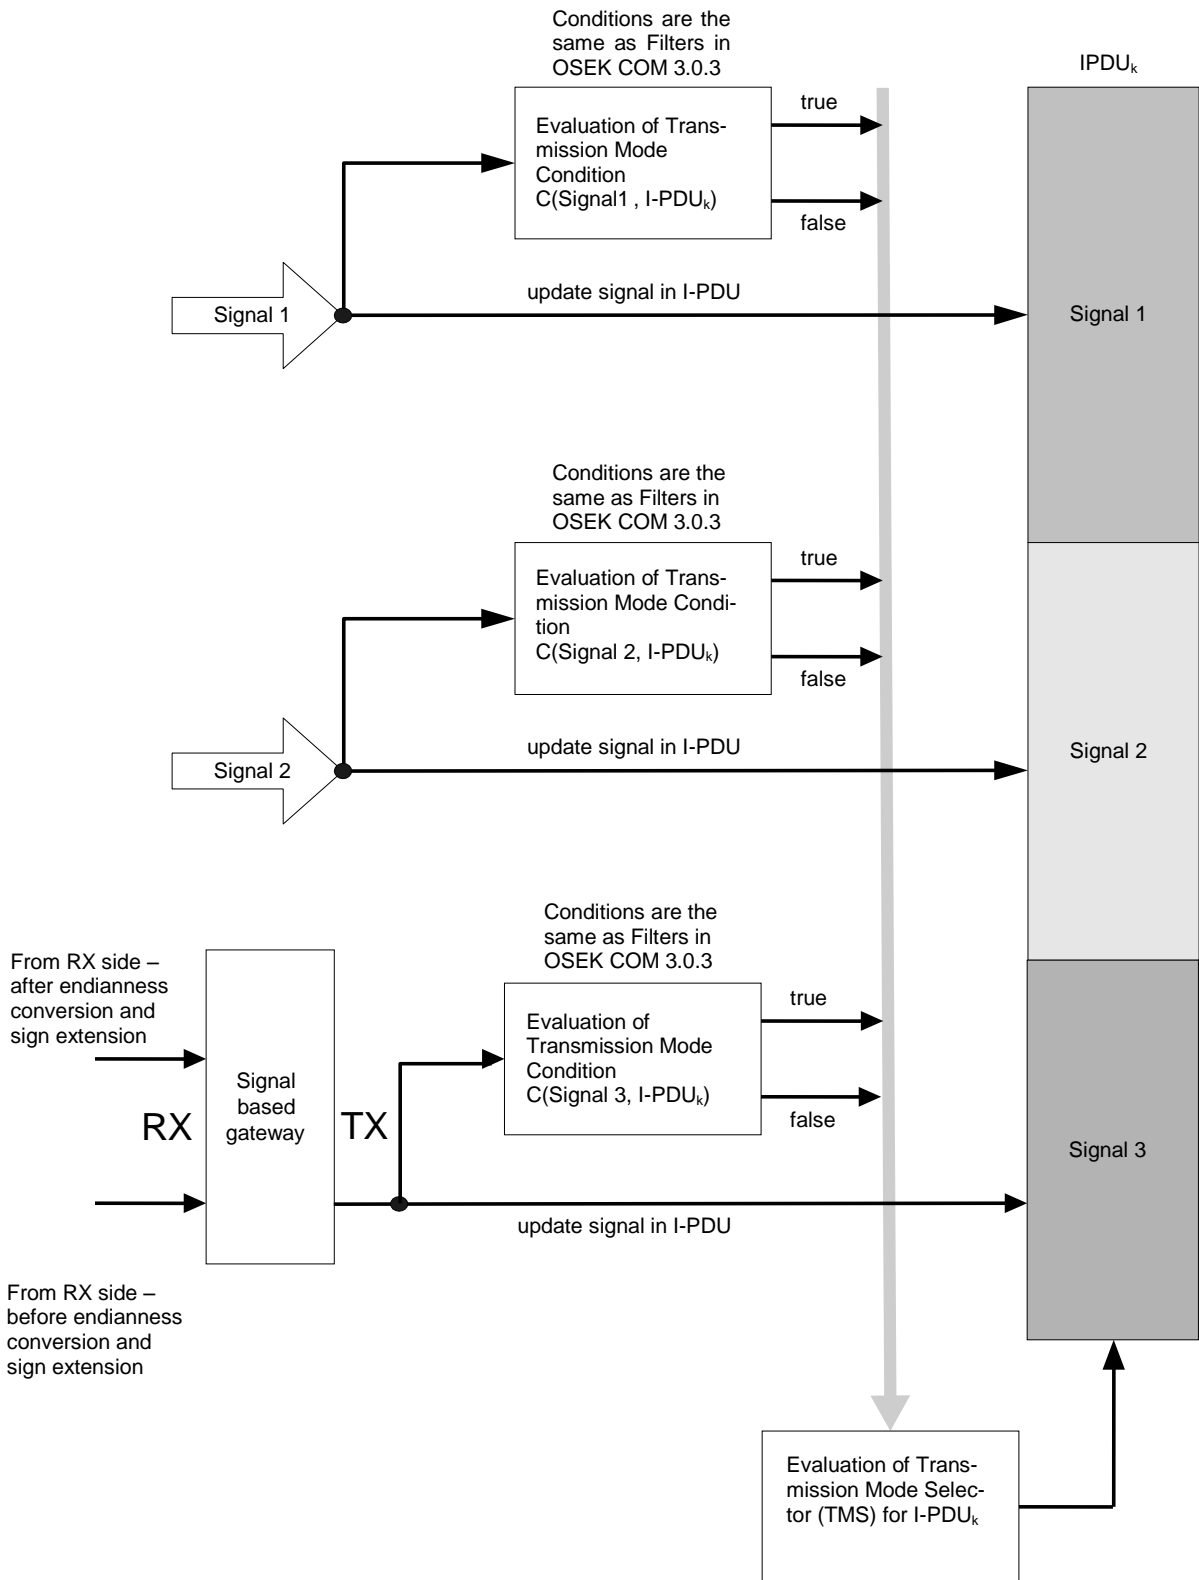 Conditions are the
same as Filters in
OSEK COM 3.0.3
IPDUk
true
Evaluation of Trans-
mission Mode
Condition
C(Signal1 , I-PDUk)
false
update signal in I-PDU
Signal 1
Signal 1
Conditions are the
same as Filters in
OSEK COM 3.0.3
true
Evaluation of Trans-
mission Mode Condi-
tion
C(Signal 2, I-PDUk)
false
update signal in I-PDU
Signal 2
Signal 2
Conditions are the
same as Filters in
OSEK COM 3.0.3
From RX side –
after endianness
conversion and
sign extension
true
Evaluation of
Transmission Mode
Condition
C(Signal 3, I-PDUk)
false
Signal
based
gateway
RX
TX
Signal 3
update signal in I-PDU
From RX side –
before endianness
conversion and
sign extension
Evaluation of Trans-
mission Mode Selec-
tor (TMS) for I-PDUk